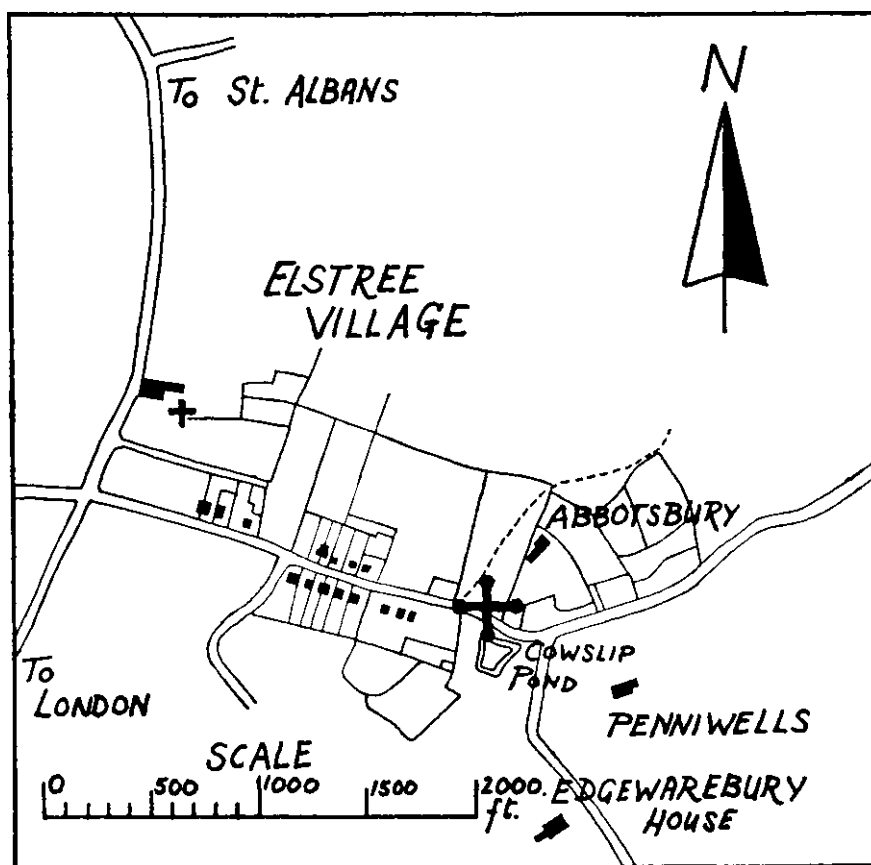 N
To St. ALBANS
ELSTREE
VILLAGE
ABBOTSBURY
COWSLIP
POND
To
LONDON
PENNIWELLS
SCALE
0 500 1000 1500 2000
ft.
EDGEWAREBURY
HOUSE